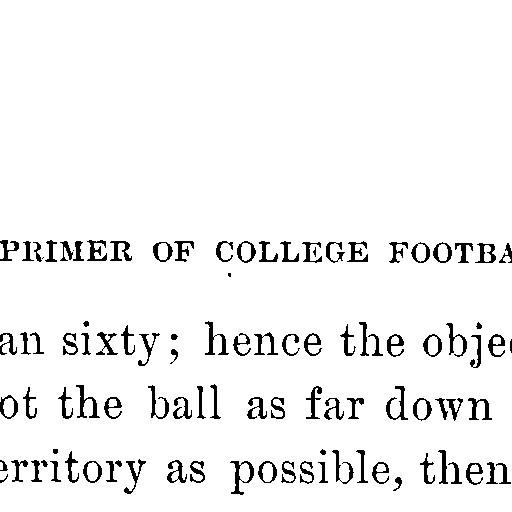 PRIMER OF COLLEGE FOOTBA
an sixty; hence the objec
ot the ball as far down
erritory as possible, then